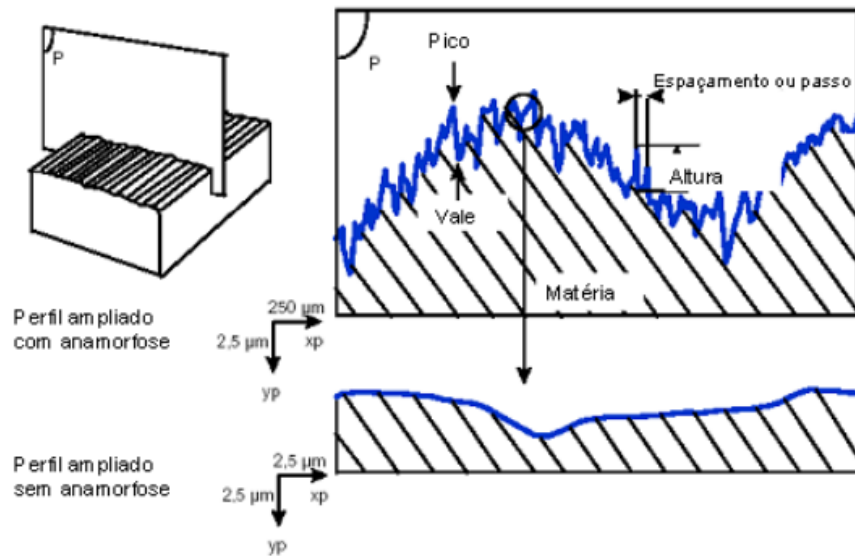 P
P
Pico
Espaçamento ou passo
Altura
Vale
Matéria
Perfil ampliado
com anamorfose
250 µm
2,5 µm
xp
yp
Perfil ampliado
sem anamorfose
2,5 µm
2,5 µm
xp
yp